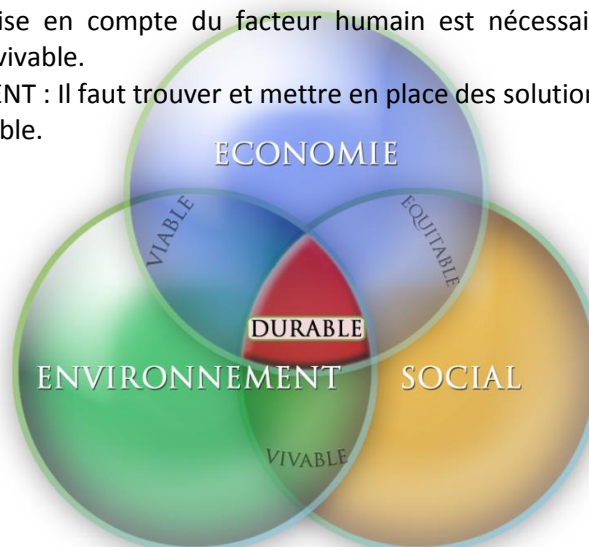 ise en compte du facteur humain est nécessai
vivable.
ENT : Il faut trouver et mettre en place des solution
ble.
ECONOMIE
VIABLE
EQUITABLE
DURABLE
ENVIRONNEMENT
SOCIAL
VIVABLE